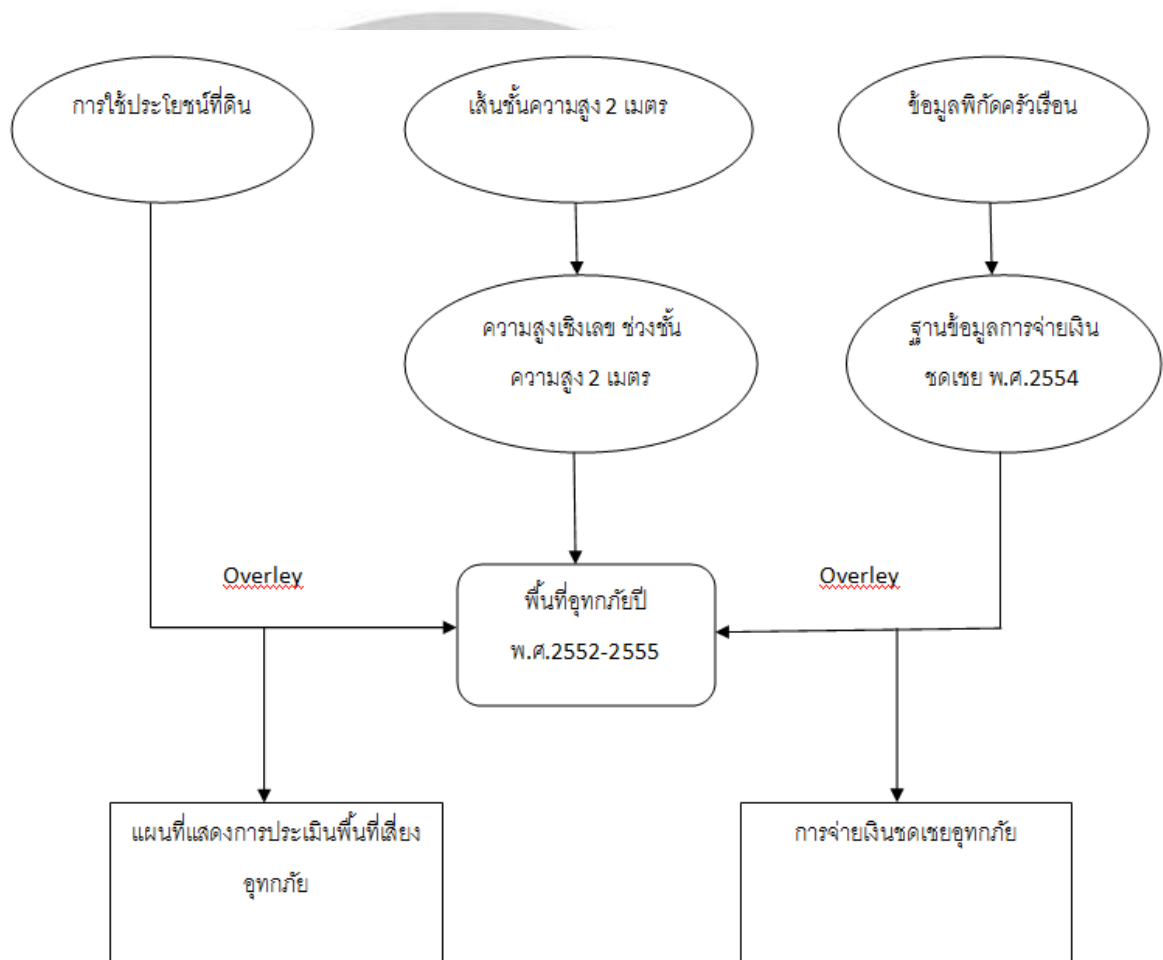 การใช้ประโยชน์ที่ดิน
เส้นชั้นความสูง 2 เมตร
ข้อมูลพิกัดครัวเรือน
ความสูงเชิงเลข ช่วงชั้น
ความสูง 2 เมตร
ฐานข้อมูลการจ่ายเงิน
ชดเชย พ.ศ.2554
Overley
Overley
พื้นที่อุทกภัยปี
พ.ศ.2552-2555
แผนที่แสดงการประเมินพื้นที่เสี่ยง
อุทกภัย
การจ่ายเงินชดเชยอุทกภัย